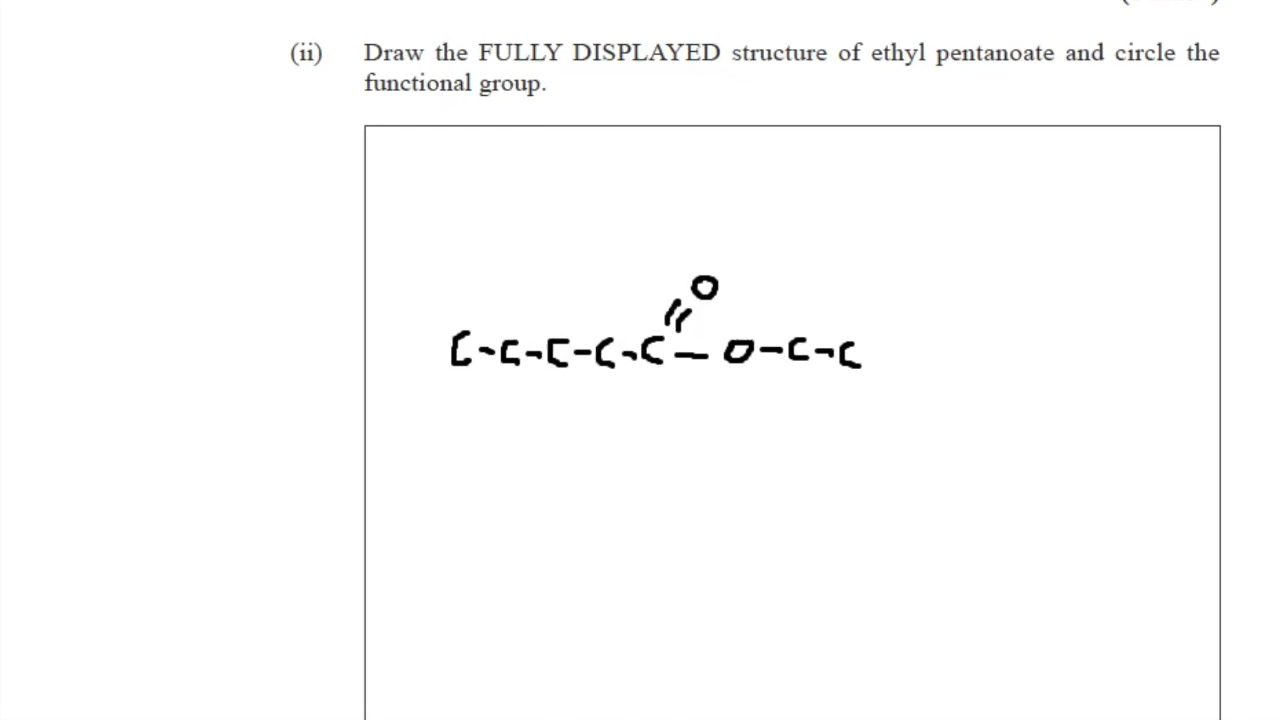 (ii) Draw the FULLY DISPLAYED structure of ethyl pentanoate and circle the
functional group.
O
C-C-C-C-C-O-C-C